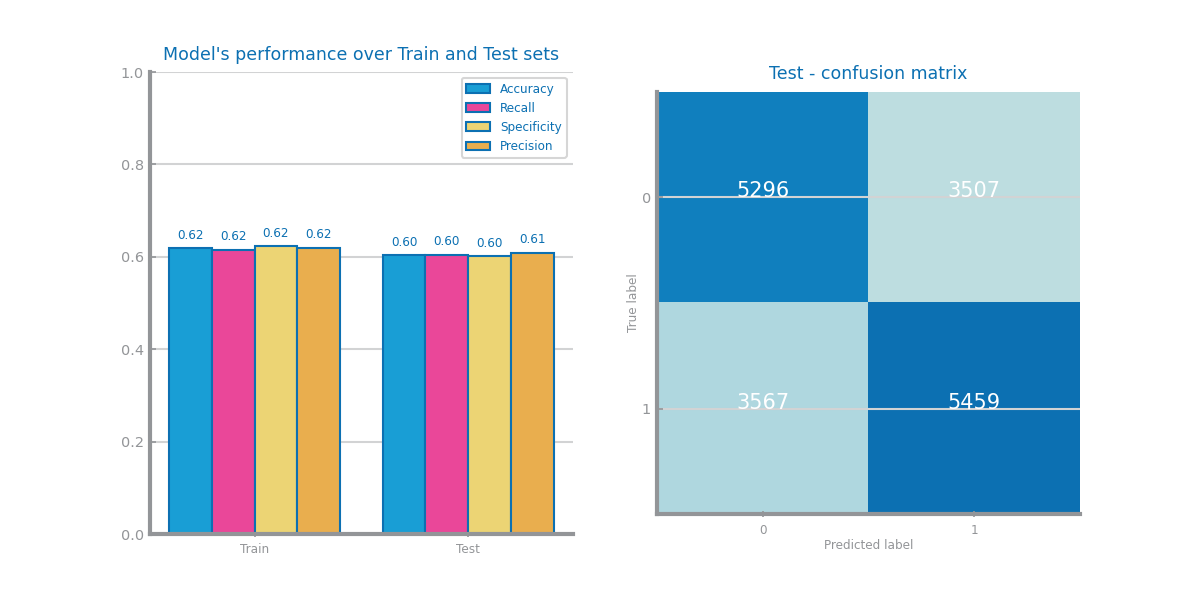 Model's performance over Train and Test sets
1.0
0.8
0.6
0.4
0.2
0.0
Accuracy
Recall
Specificity
Precision
0.62 0.62 0.62 0.62
0.60 0.60 0.60 0.61
Train Test
Test - confusion matrix
True label
0
1
5296 3507
3567 5459
0 1
Predicted label